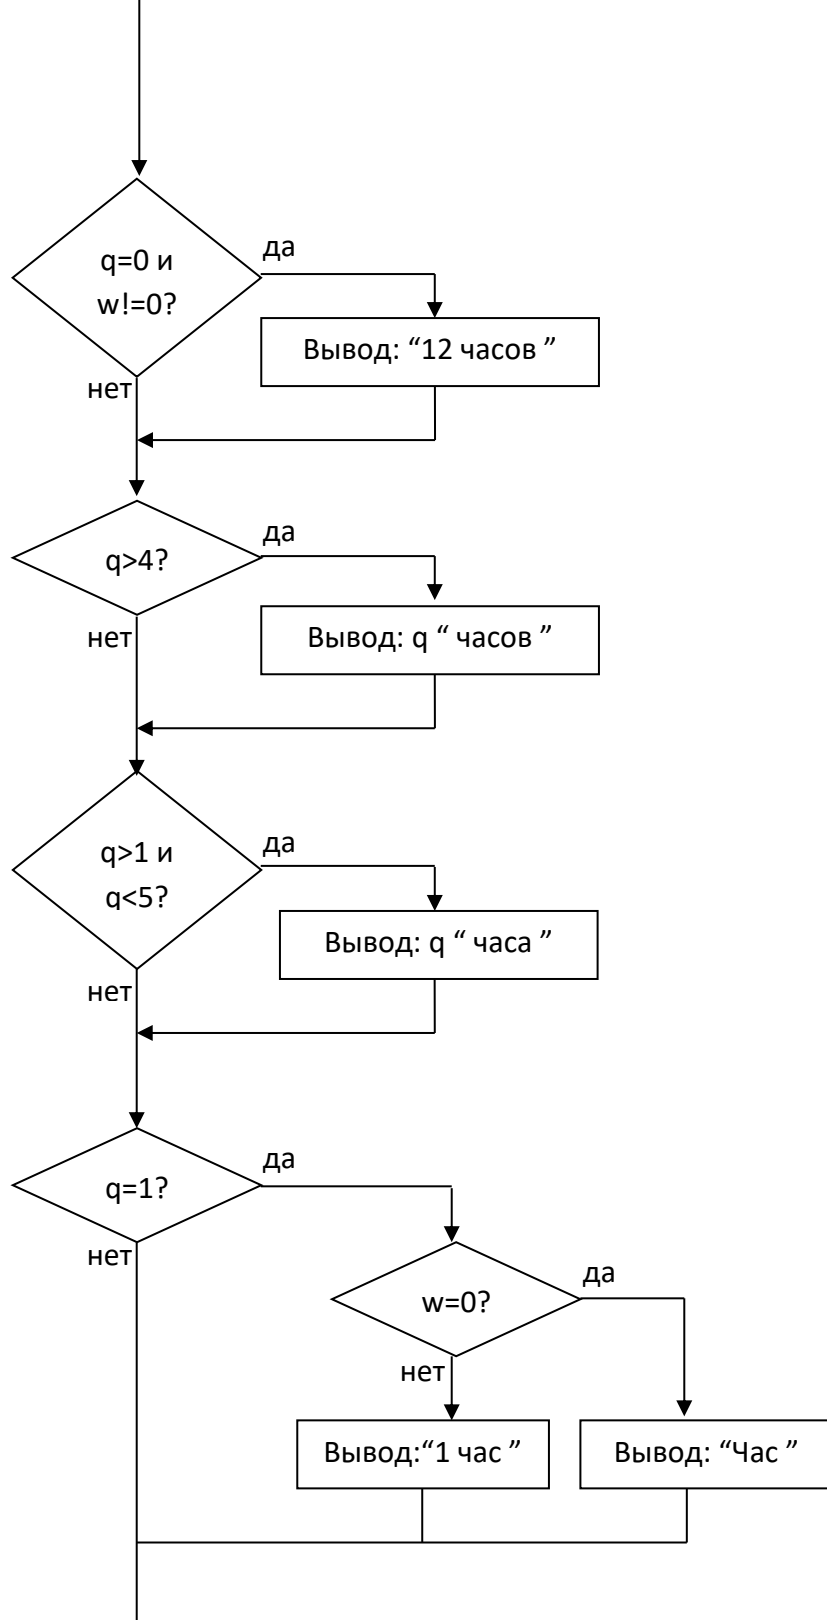 q=0 и
w!=0?
да
Вывод: “12 часов ”
нет
q>4?
да
Вывод: q “ часов ”
нет
q>1 и
q<5?
да
Вывод: q “ часа ”
нет
q=1?
да
нет
w=0?
да
нет
Вывод:“1 час ”
Вывод: “Час ”